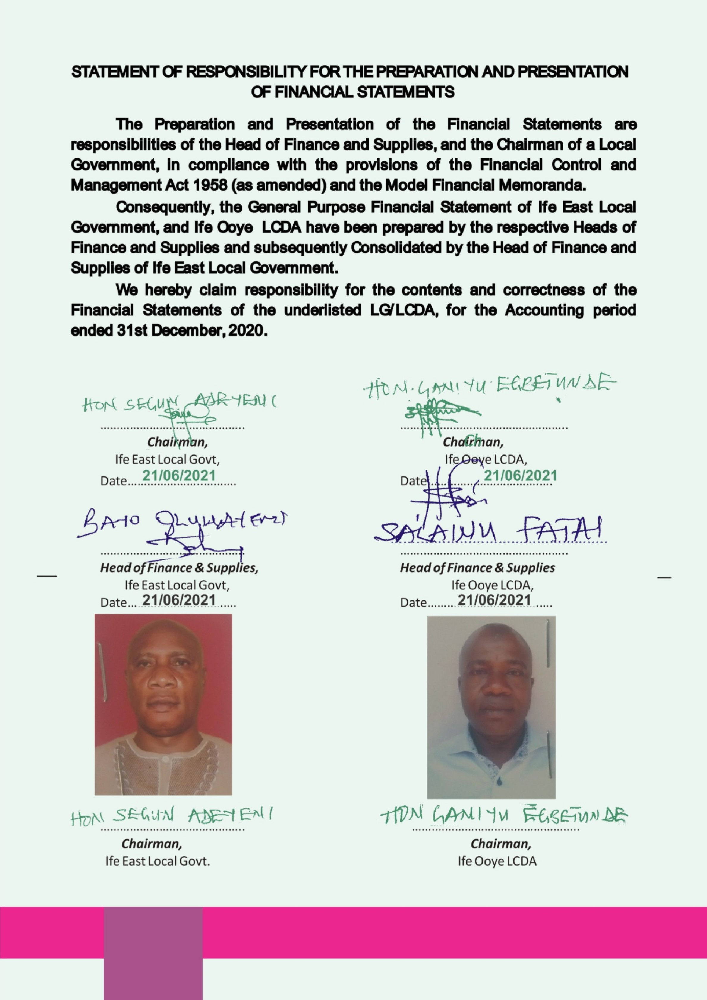 STATEMENT OF RESPONSIBILITY FOR THE PREPARATION AND PRESENTATION
OF FINANCIAL STATEMENTS
The Preparation and Presentation of the Financial Statements are
responsibilities of the Head of Finance and Supplies, and the Chairman of a Local
Government, in compliance with the provisions of the Financial Control and
Management Act 1958 (as amended) and the Model Financial Memoranda.
Consequently, the General Purpose Financial Statement of Ife East Local
Government, and Ife Ooye LCDA have been prepared by the respective Heads of
Finance and Supplies and subsequently Consolidated by the Head of Finance and
Supplies of Ife East Local Government.
We hereby claim responsibility for the contents and correctness of the
Financial Statements of the underlisted LG/LCDA, for the Accounting period
ended 31st December, 2020.
HON SEGUN ADEYEMI
Chairman,
Ife East Local Govt,
Date 21/06/2021
HON. GANIYU EGBETUNDE
Chairman,
Ife Ooye LCDA,
Date 21/06/2021
BAYO
Head of Finance & Supplies,
Ife East Local Govt,
Date... 21/06/2021 .....
FATAI
Head of Finance & Supplies
Ife Ooye LCDA,
Date........ 21/06/2021 .....
HON SEGUN ADEYEMI
Chairman,
Ife East Local Govt.
HON GANIYU EGBETUNDE
Chairman,
Ife Ooye LCDA